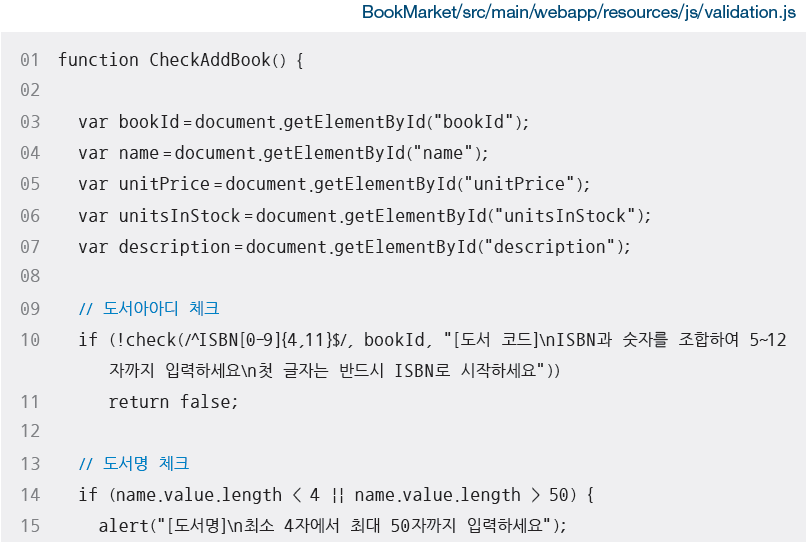 BookMarket/src/main/webapp/resources/js/validation.js
01 function CheckAddBook() {
02
03 var bookId=document.getElementById("bookId");
04 var name=document.getElementById("name");
05 var unitPrice=document.getElementById("unitPrice");
06 var unitsInStock=document.getElementById("unitsInStock");
07 var description=document.getElementById("description");
08
09 // 도서아아디 체크
10 if (!check(/^ISBN[0-9]{4,11}$/, bookId, "[도서 코드]\nISBN과 숫자를 조합하여 5~12
자까지 입력하세요\n첫 글자는 반드시 ISBN로 시작하세요"))
11 return false;
12
13 // 도서명 체크
14 if (name.value.length < 4 || name.value.length > 50) {
15 alert("[도서명]\n최소 4자에서 최대 50자까지 입력하세요");